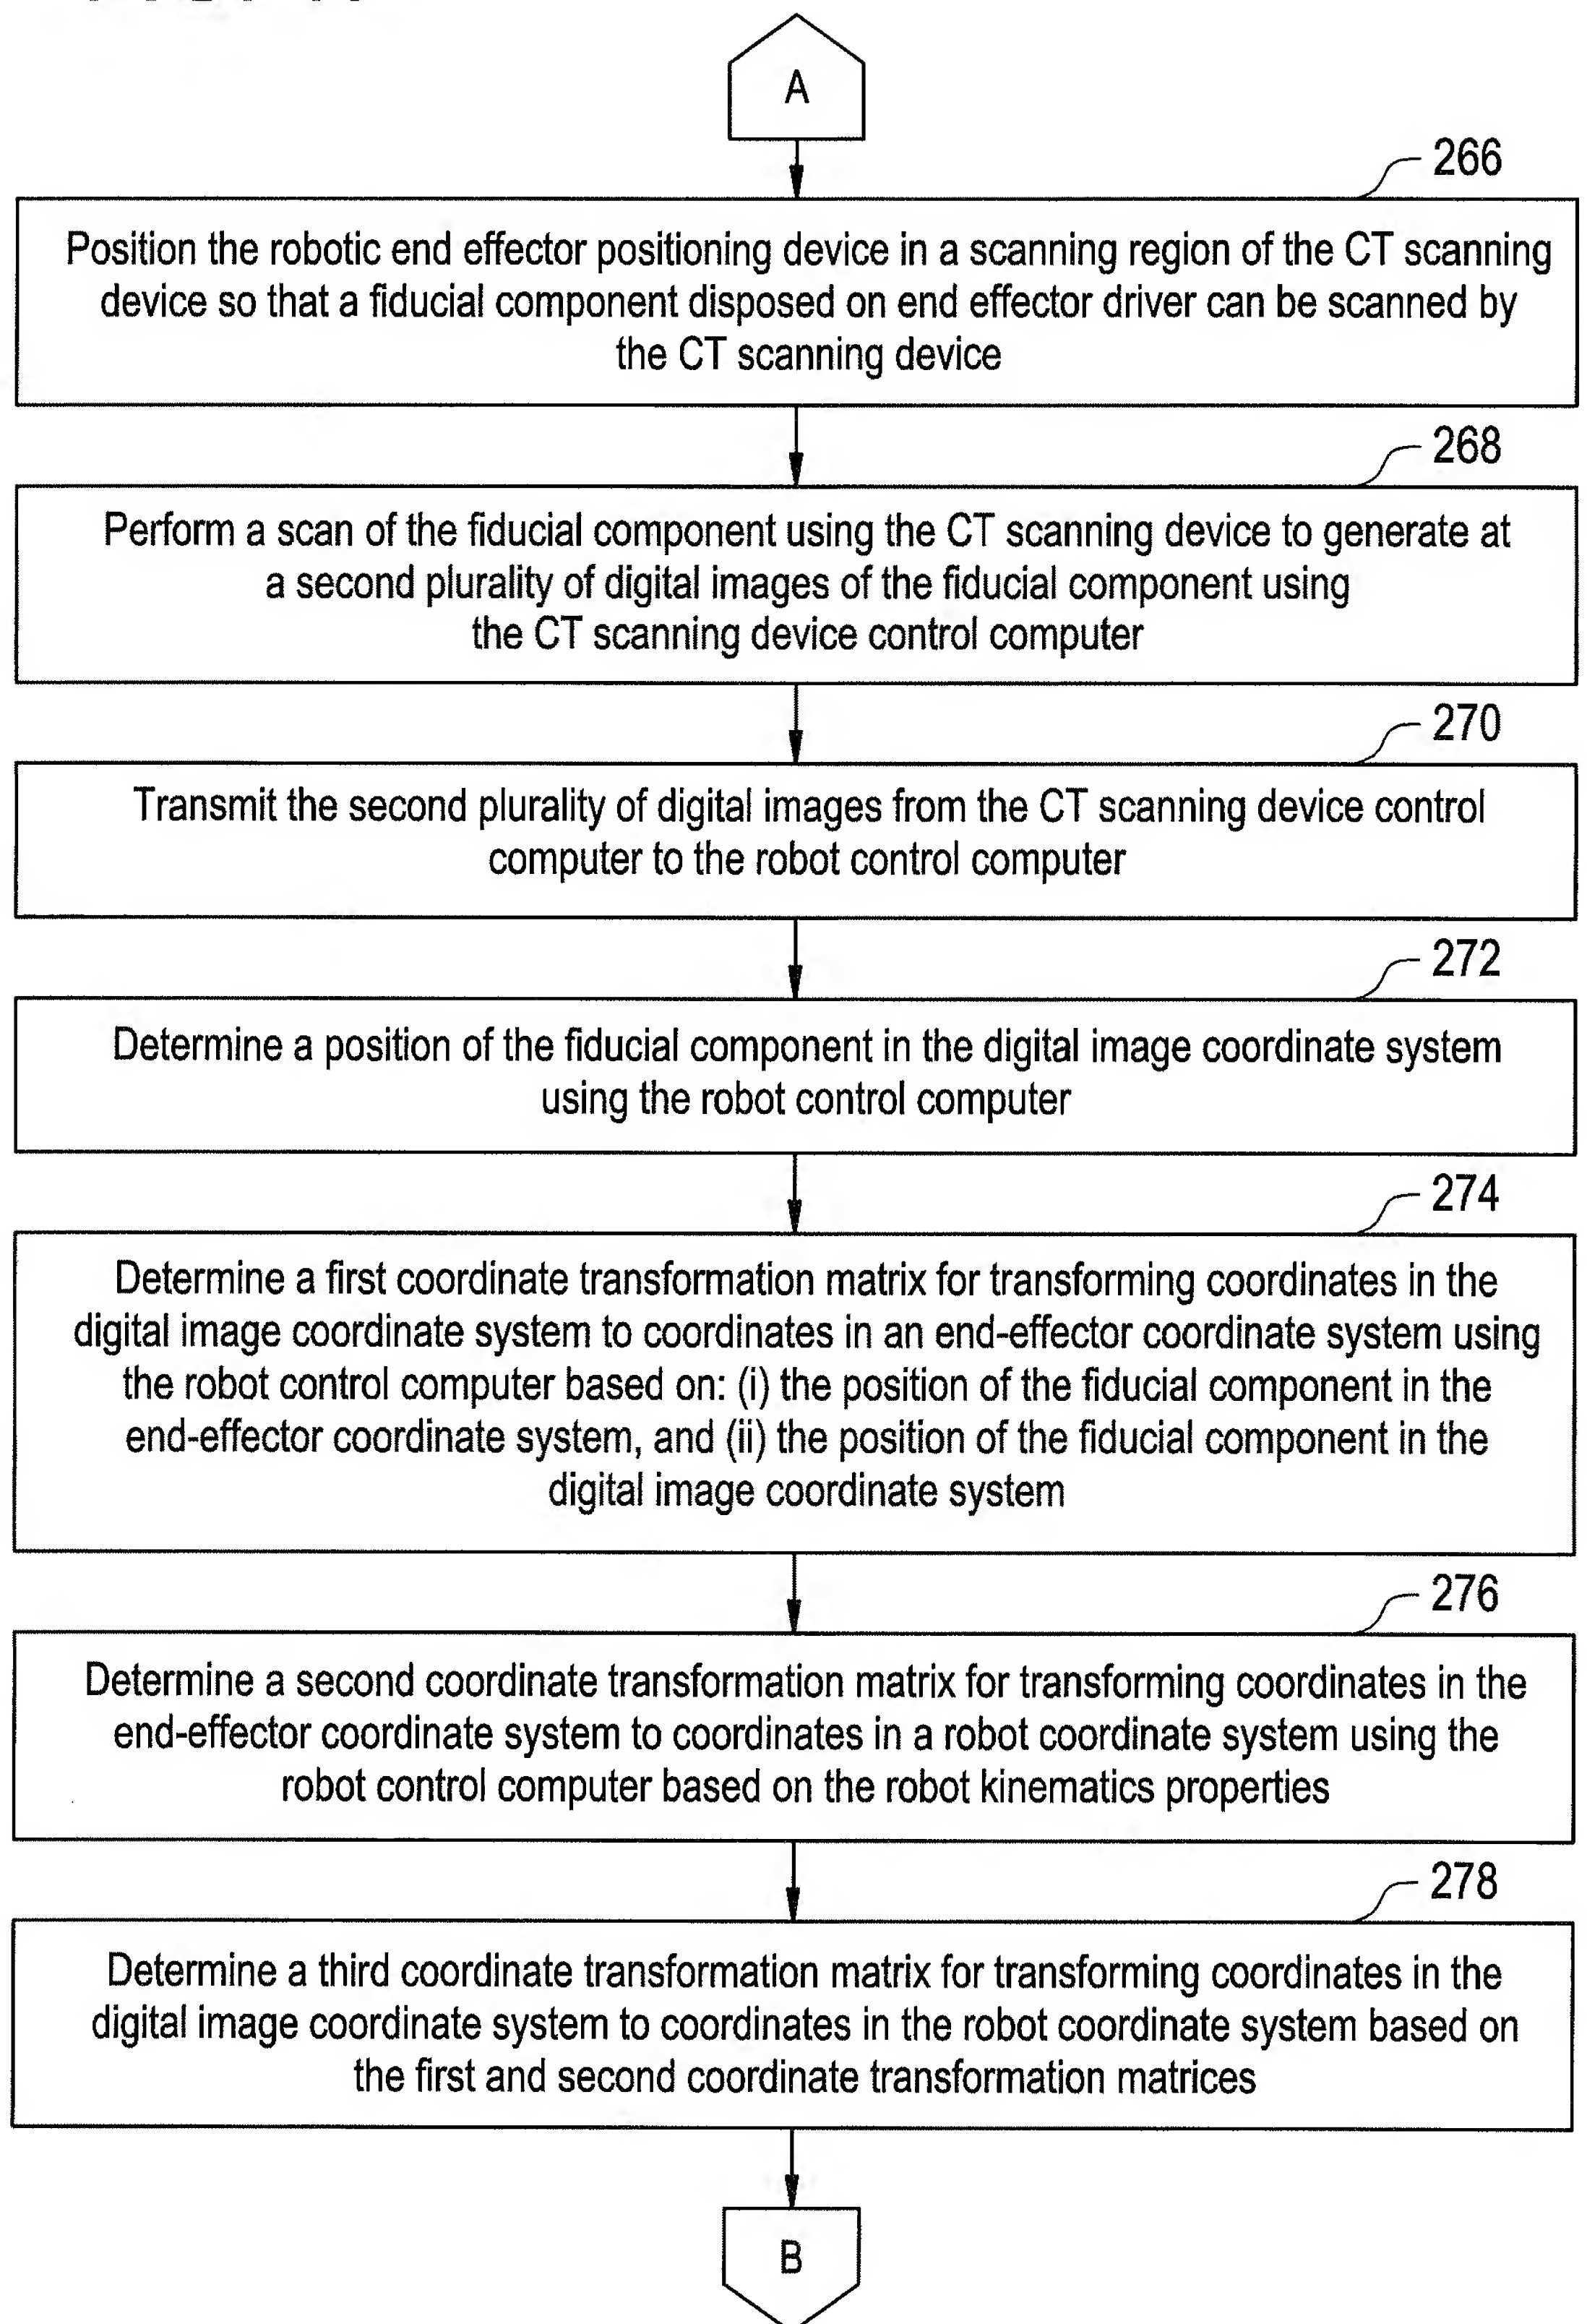 A
266
Position the robotic end effector positioning device in a scanning region of the CT scanning
device so that a fiducial component disposed on end effector driver can be scanned by
the CT scanning device
268
Perform a scan of the fiducial component using the CT scanning device to generate at
a second plurality of digital images of the fiducial component using
the CT scanning device control computer
270
Transmit the second plurality of digital images from the CT scanning device control
computer to the robot control computer
272
Determine a position of the fiducial component in the digital image coordinate system
using the robot control computer
274
Determine a first coordinate transformation matrix for transforming coordinates in the
digital image coordinate system to coordinates in an end-effector coordinate system using
the robot control computer based on: (i) the position of the fiducial component in the
end-effector coordinate system, and (ii) the position of the fiducial component in the
digital image coordinate system
276
Determine a second coordinate transformation matrix for transforming coordinates in the
end-effector coordinate system to coordinates in a robot coordinate system using the
robot control computer based on the robot kinematics properties
278
Determine a third coordinate transformation matrix for transforming coordinates in the
digital image coordinate system to coordinates in the robot coordinate system based on
the first and second coordinate transformation matrices
B